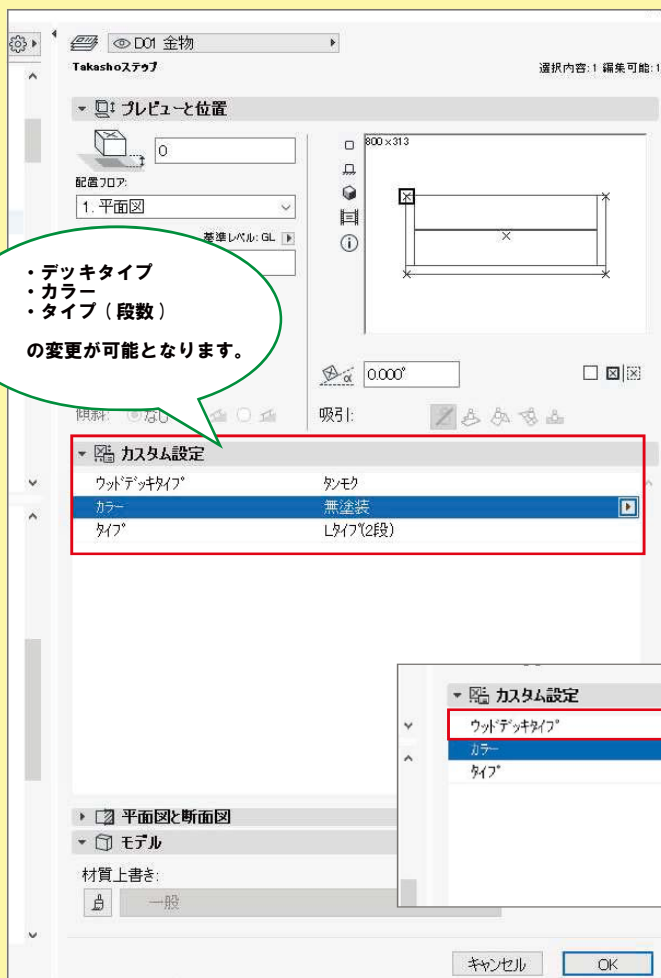 D01 金物
Takashoステップ
選択内容:1 編集可能:1
プレビューと位置
0
800×313
配置フロア:
1. 平面図
基準レベル: GL
・デッキタイプ
・カラー
・タイプ（段数）
の変更が可能となります。
α 0.000°
傾斜: なし
吸引:
カスタム設定
ウッドデッキタイプ タンモク
カラー 無塗装
タイプ Lタイプ(2段)
カスタム設定
ウッドデッキタイプ
カラー
タイプ
平面図と断面図
モデル
材質上書き:
一般
キャンセル OK